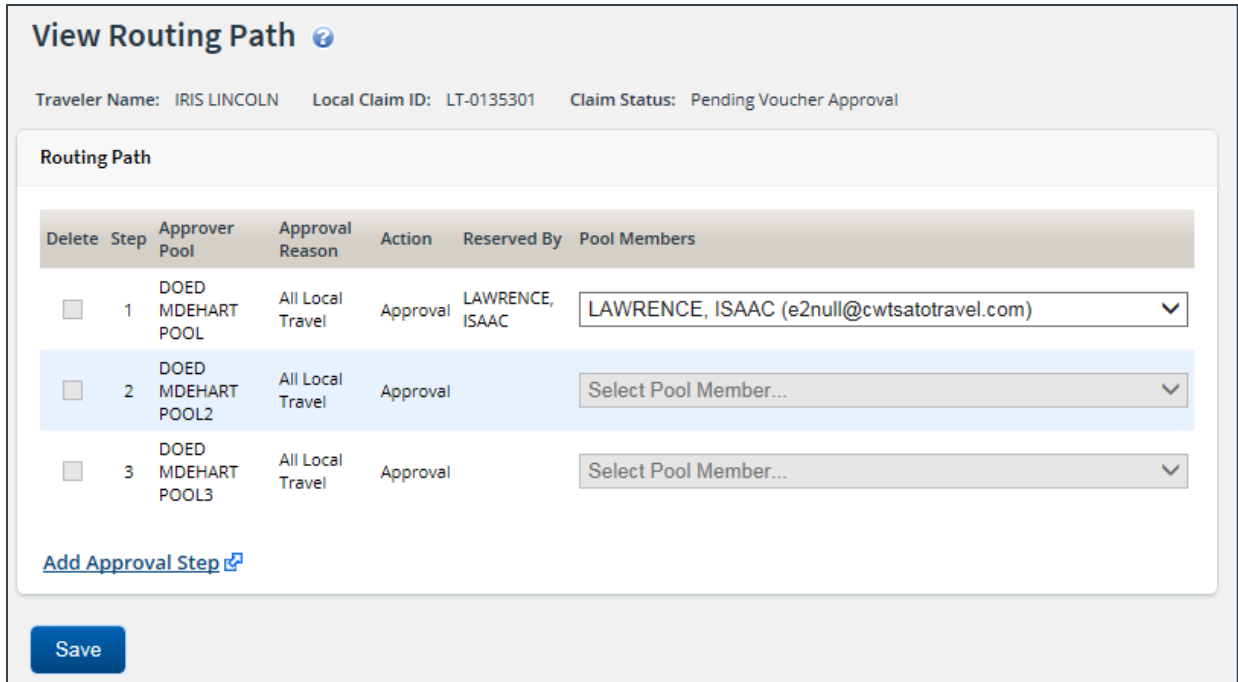 View Routing Path
Traveler Name: IRIS LINCOLN Local Claim ID: LT-0135301 Claim Status: Pending Voucher Approval
Routing Path
Delete Step Approver Pool Approval Reason Action Reserved By Pool Members
1 DOED MDEHART POOL All Local Travel Approval LAWRENCE, ISAAC LAWRENCE, ISAAC (e2null@cwtsatotravel.com)
2 DOED MDEHART POOL2 All Local Travel Approval Select Pool Member...
3 DOED MDEHART POOL3 All Local Travel Approval Select Pool Member...
Add Approval Step
Save